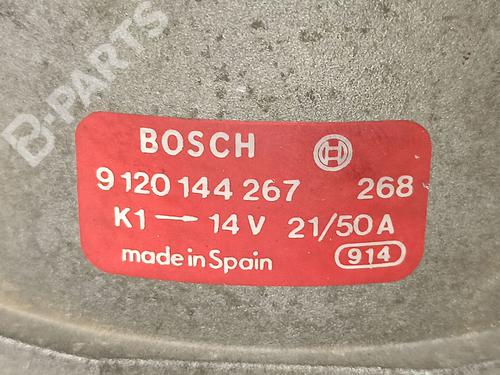 B-PARTS
BOSCH
9 120 144 267 268
K1 → 14 V 21/50 A
made in Spain 914